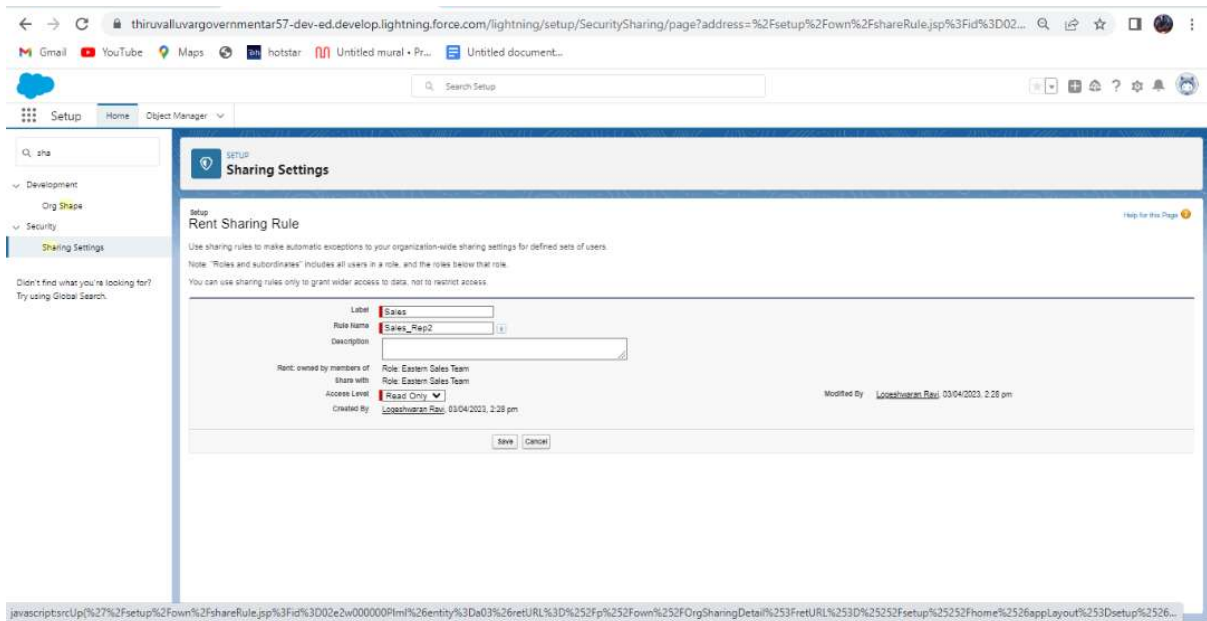 thiruvalluvargovernmentar57-dev-ed.develop.lightning.force.com/lightning/setup/SecuritySharing/page?address=%2Fsetup%2Fown%2FshareRule.jsp%3Fid%3D02...
Gmail YouTube Maps hotstar Untitled mural • Pr... Untitled document...
Search Setup
Setup Home Object Manager
sha
Development
Org Shape
Security
Sharing Settings
Didn't find what you're looking for?
Try using Global Search.
SETUP
Sharing Settings
Setup
Rent Sharing Rule
Help for this Page
Use sharing rules to make automatic exceptions to your organization-wide sharing settings for defined sets of users.
Note: "Roles and subordinates" includes all users in a role, and the roles below that role.
You can use sharing rules only to grant wider access to data, not to restrict access.
Label Sales
Rule Name Sales_Rep2 i
Description
Rent: owned by members of Role: Eastern Sales Team
Share with Role: Eastern Sales Team
Access Level Read Only Modified By Logeshwaran Ravi, 03/04/2023, 2:28 pm
Created By Logeshwaran Ravi, 03/04/2023, 2:28 pm
Save Cancel
javascript:srcUp(%27%2Fsetup%2Fown%2FshareRule.jsp%3Fid%3D02e2w000000PImI%26entity%3Da03%26retURL%3D%252Fp%252Fown%252FOrgSharingDetail%253FretURL%253D%25252Fsetup%25252Fhome%2526appLayout%253Dsetup%2526...